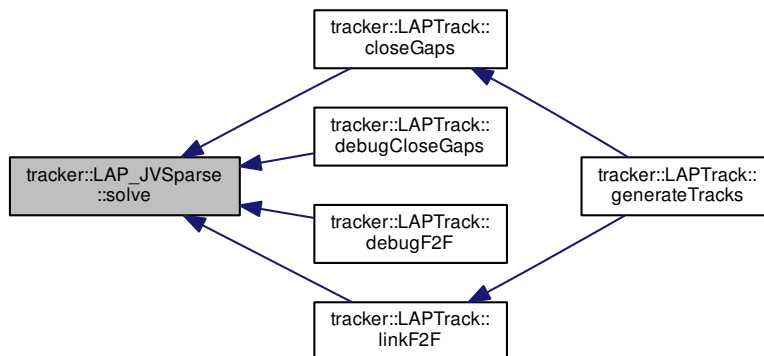 tracker::LAPTrack::
closeGaps
tracker::LAPTrack::
debugCloseGaps
tracker::LAP_JVSparse
::solve
tracker::LAPTrack::
generateTracks
tracker::LAPTrack::
debugF2F
tracker::LAPTrack::
linkF2F